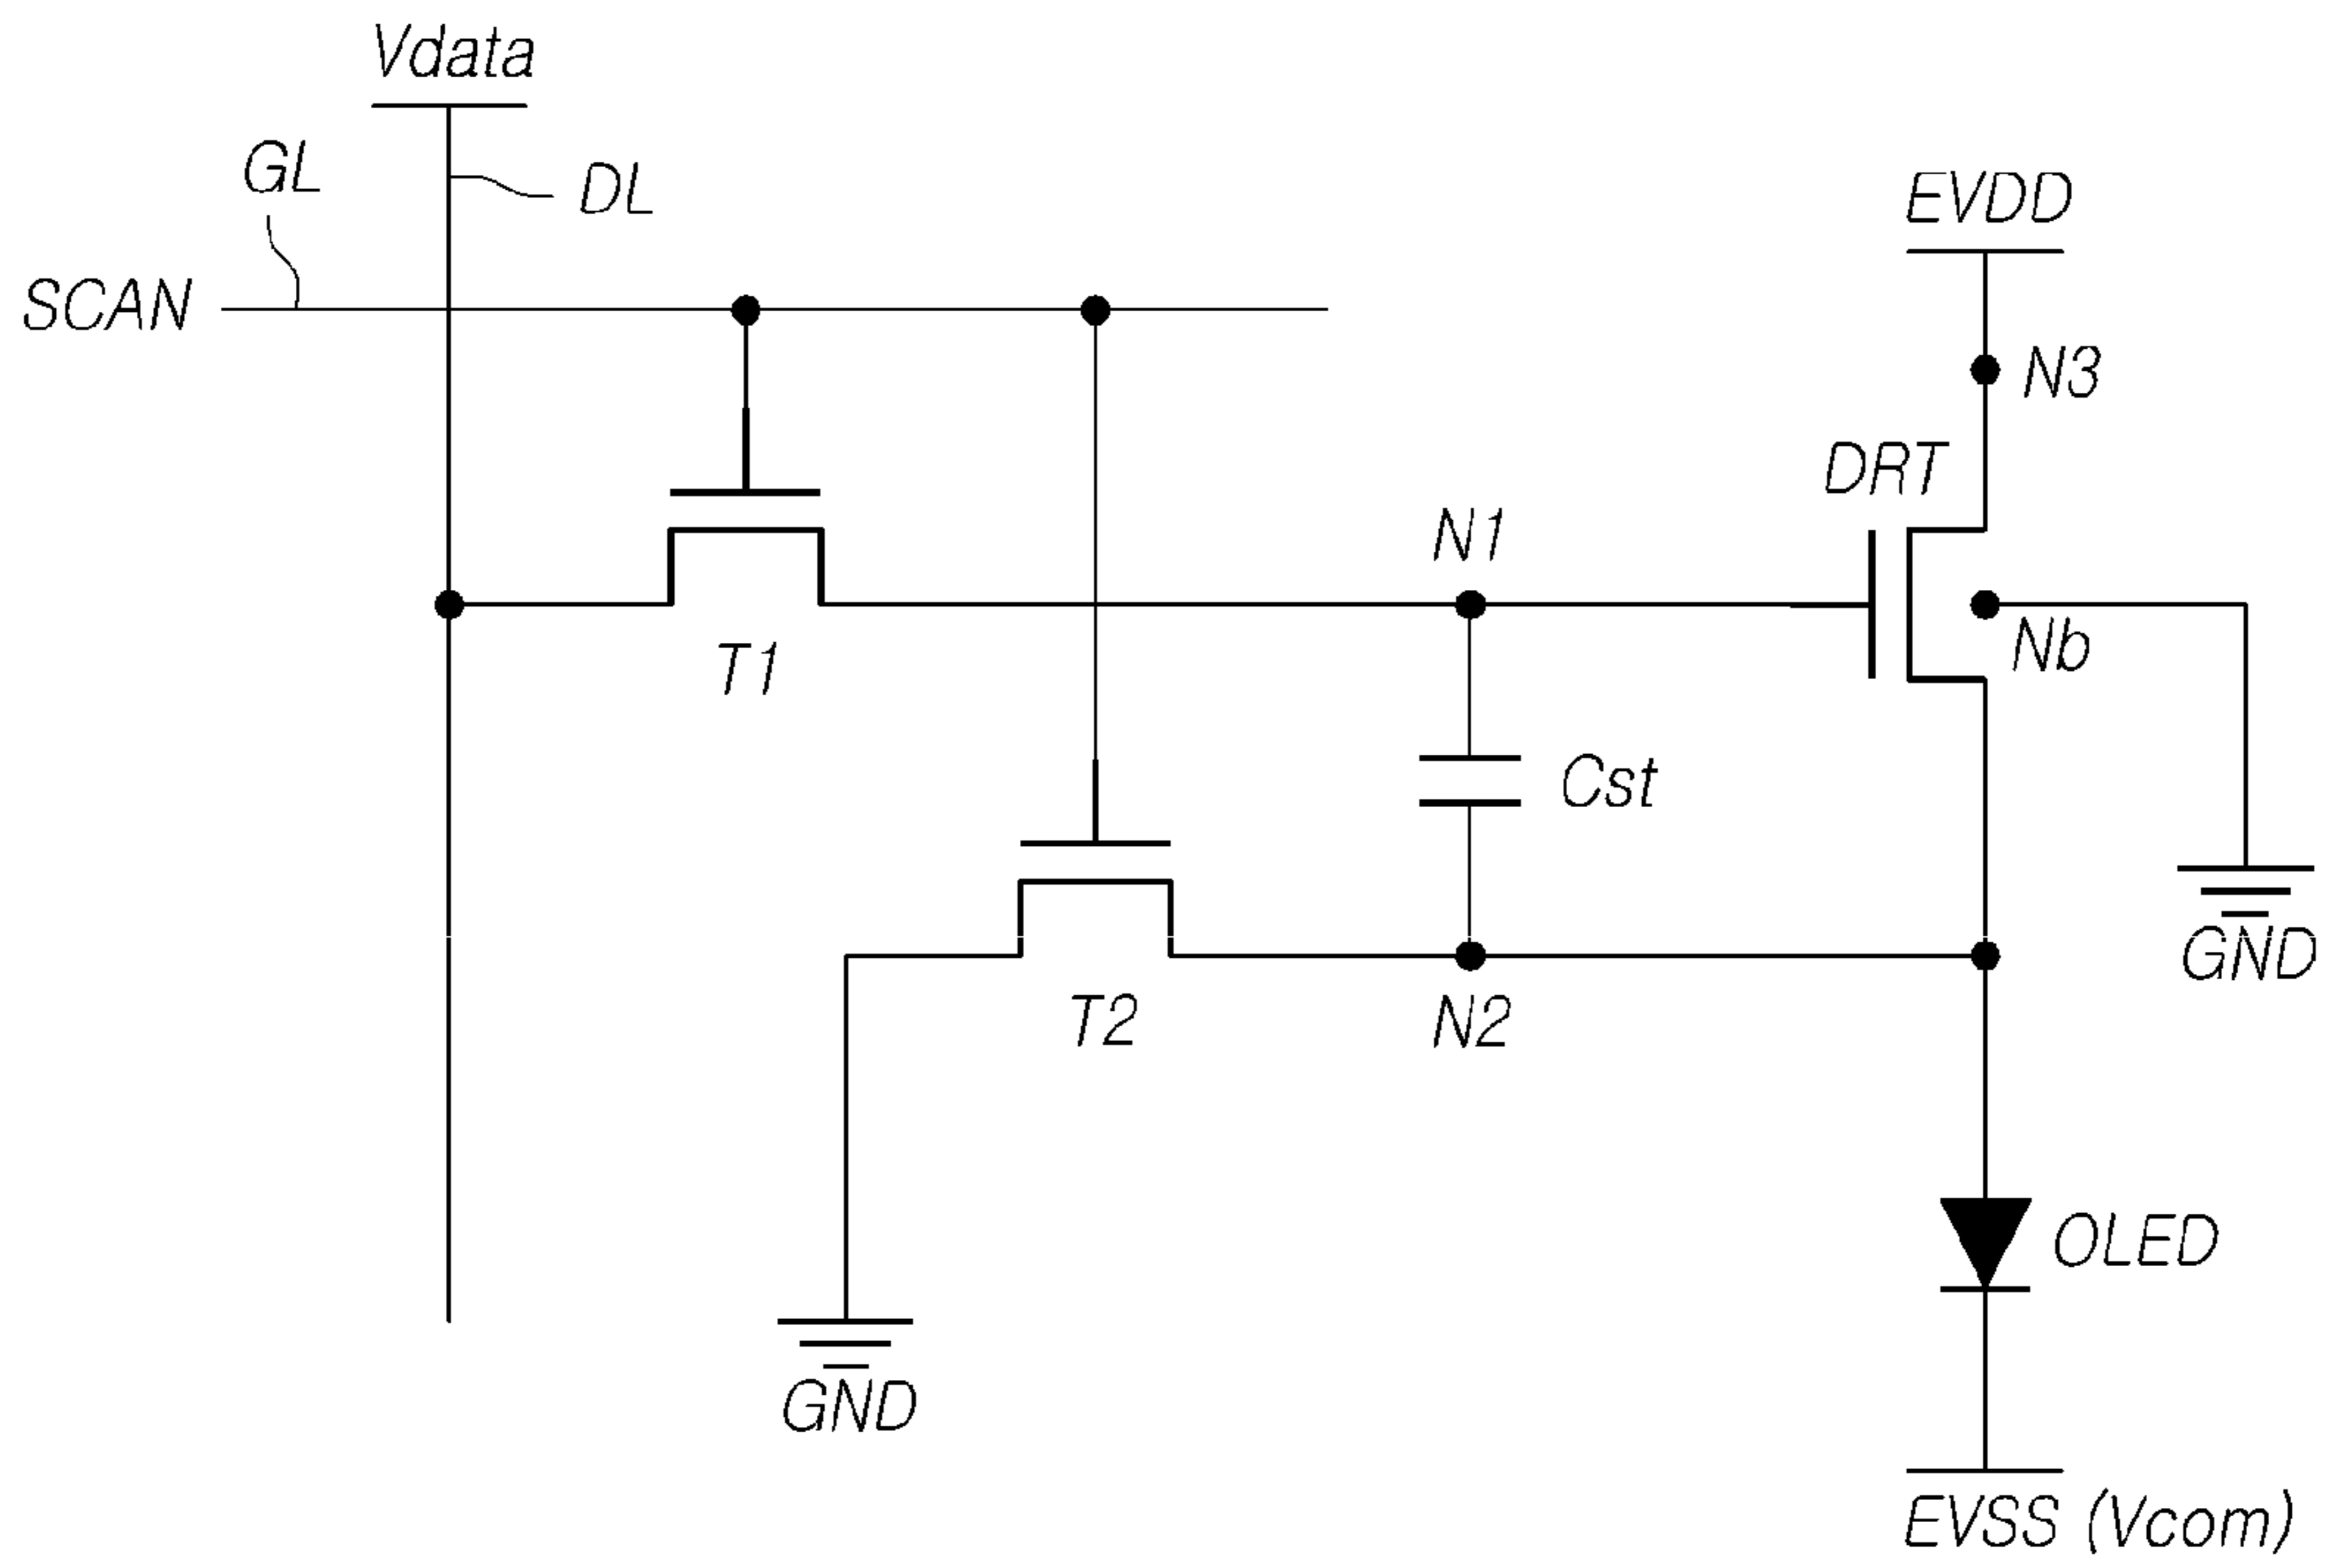 Vdata
GL
DL
EVDD
SCAN
N3
DRT
N1
T1
Nb
Cst
GND
T2
N2
OLED
GND
EVSS (Vcom)